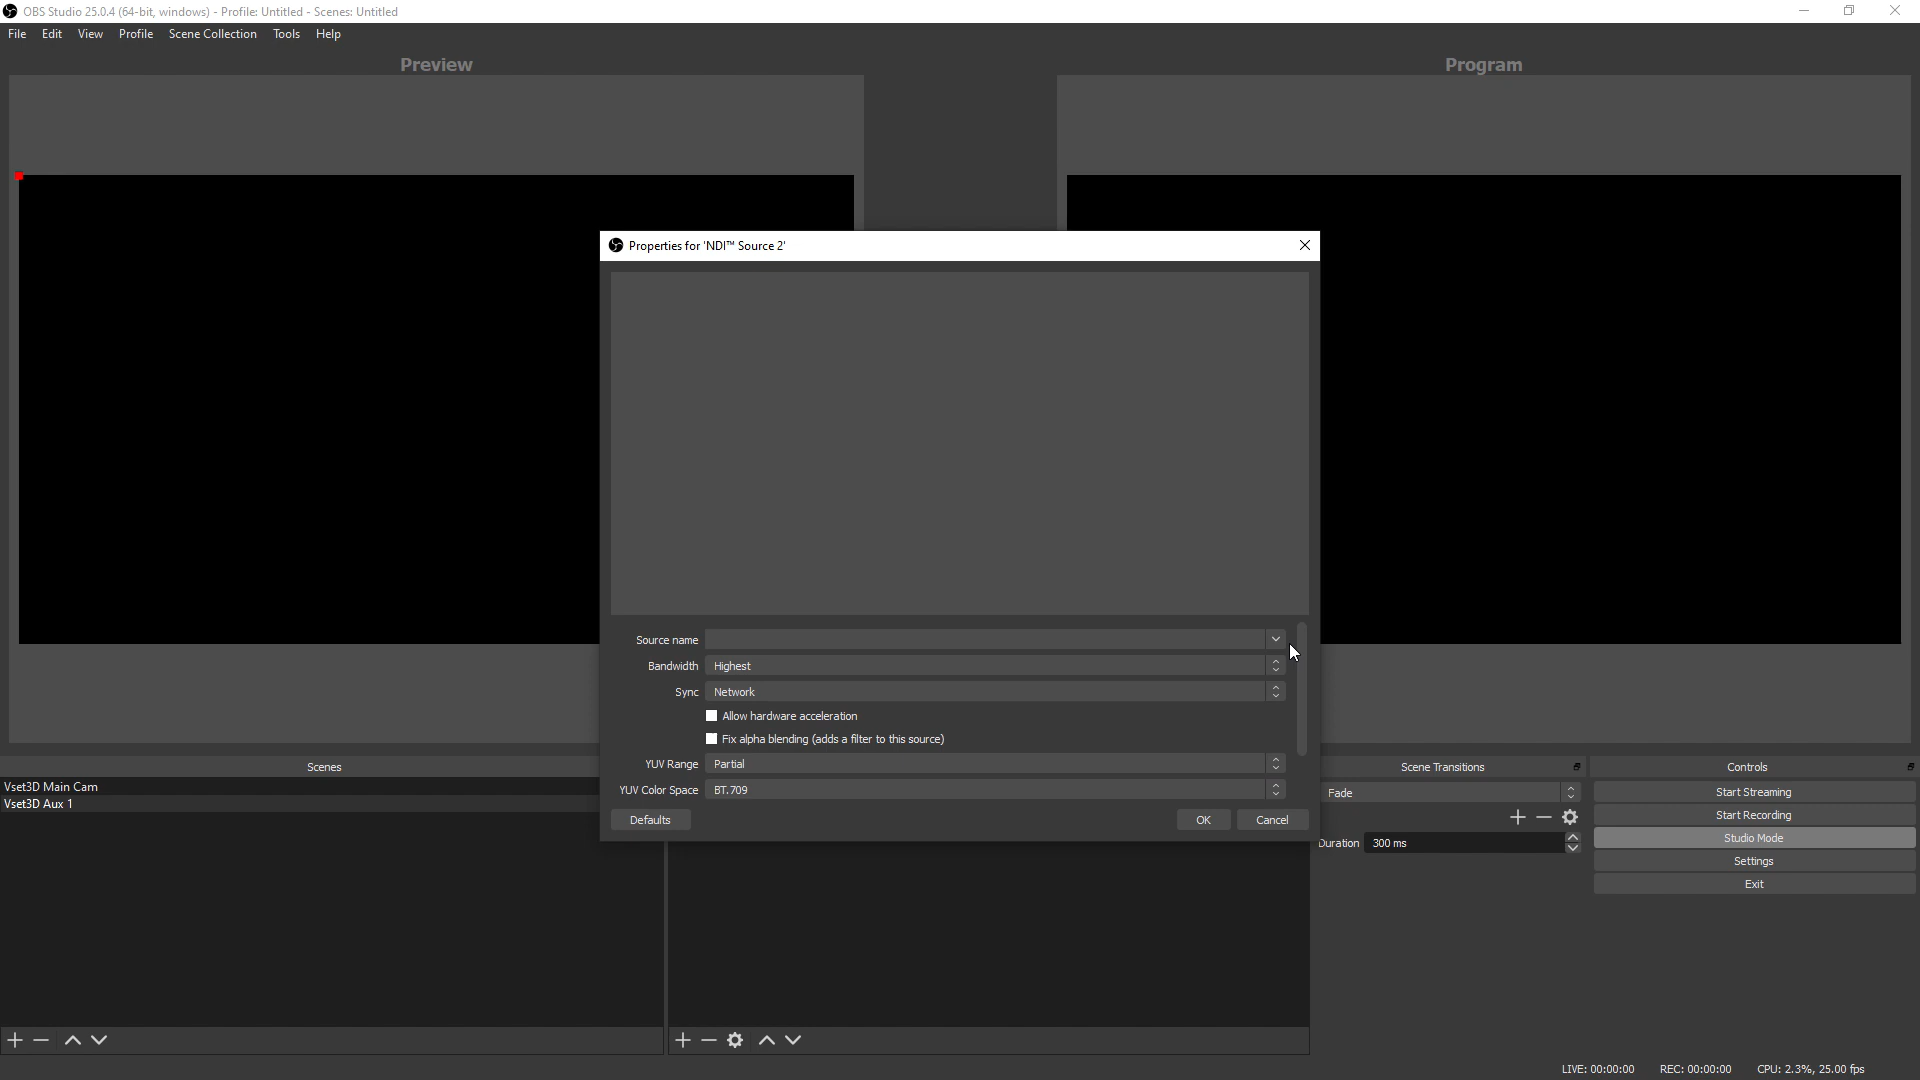 OBS Studio 25.0.4 (64-bit, windows) - Profile: Untitled - Scenes: Untitled
File Edit View Profile Scene Collection Tools Help
Preview
Program
Properties for 'NDI™ Source 2'
Source name
Bandwidth Highest
Sync Network
Allow hardware acceleration
Fix alpha blending (adds a filter to this source)
YUV Range Partial
YUV Color Space BT.709
Defaults OK Cancel
Scenes
Vset3D Main Cam
Vset3D Aux 1
Scene Transitions
Fade
Duration 300 ms
Controls
Start Streaming
Start Recording
Studio Mode
Settings
Exit
LIVE: 00:00:00 REC: 00:00:00 CPU: 2.3%, 25.00 fps